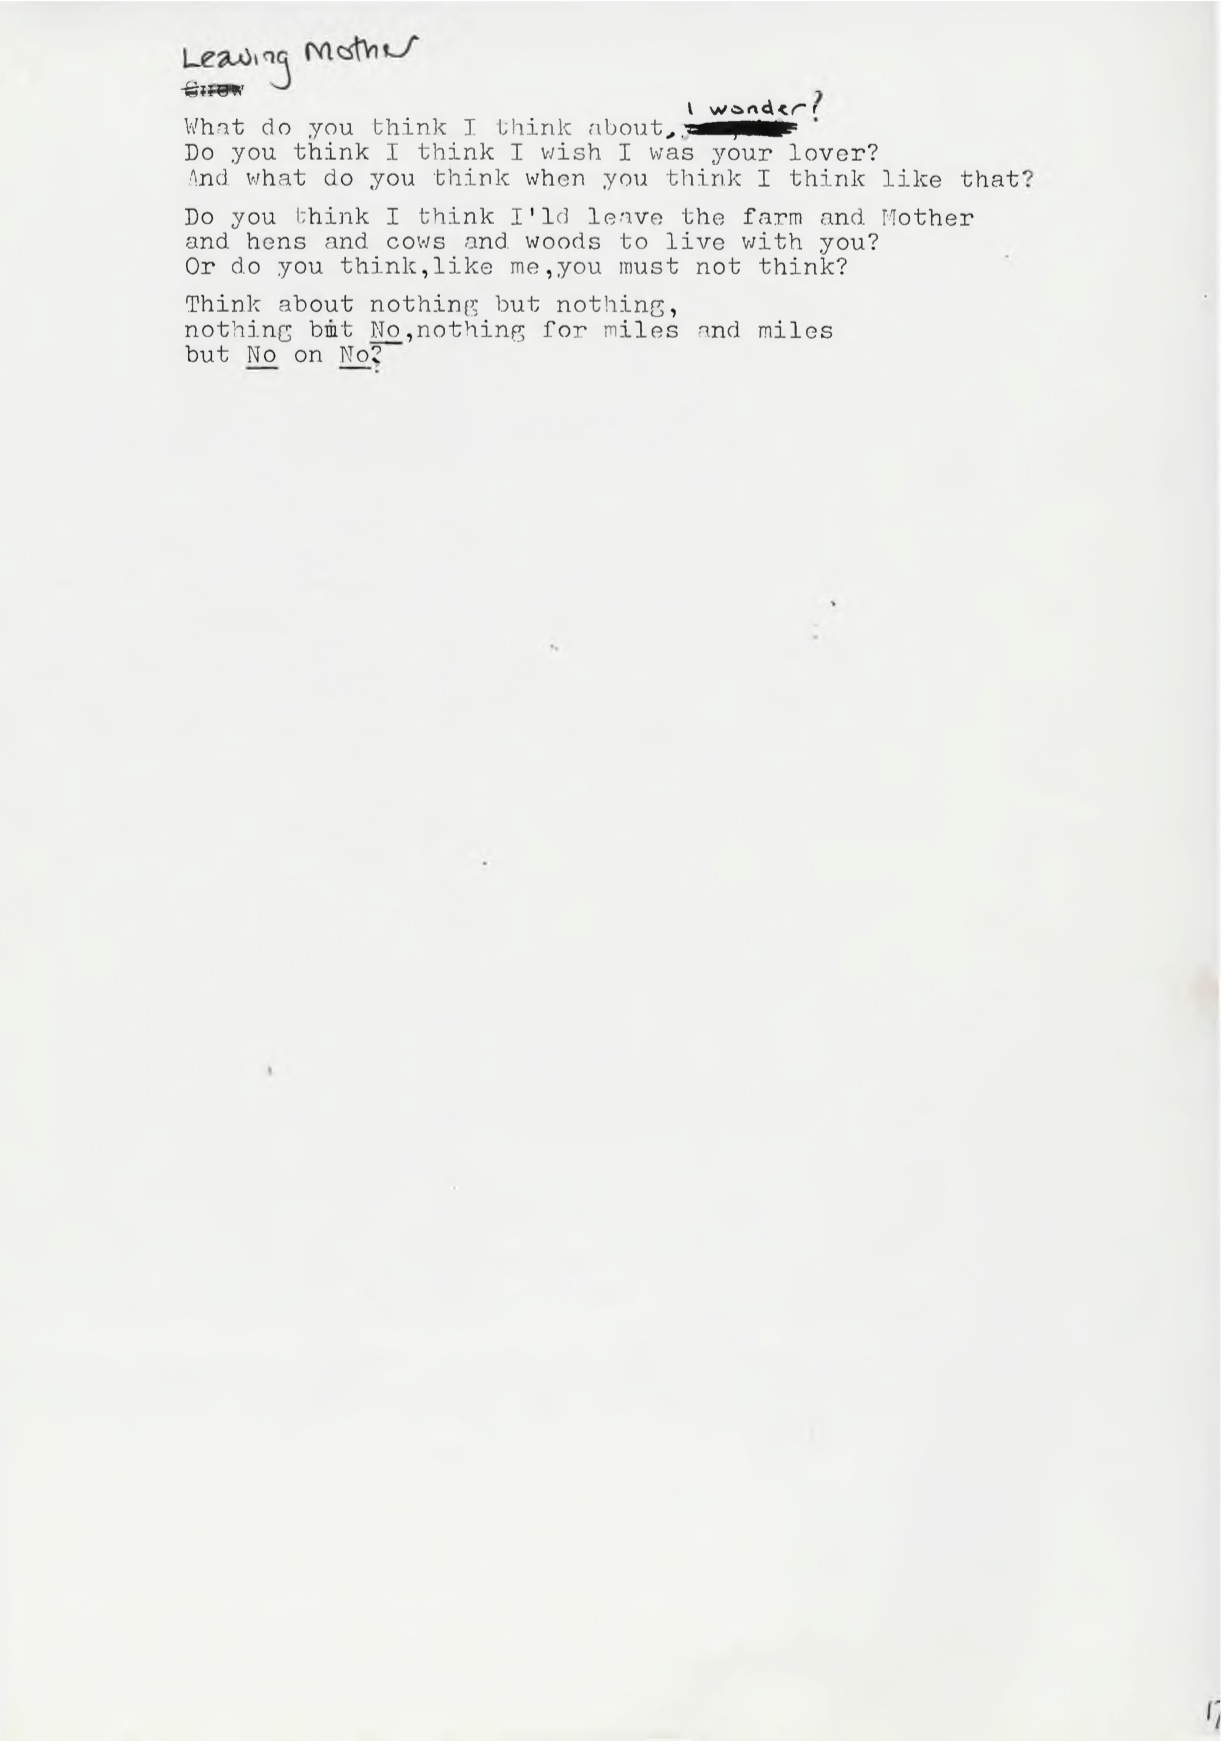 Leaving Mother
I wonder?
What do you think I think about,
Do you think I think I wish I was your lover?
And what do you think when you think I think like that?
Do you think I think I'ld leave the farm and Mother
and hens and cows and woods to live with you?
Or do you think,like me,you must not think?
Think about nothing but nothing,
nothing but No,nothing for miles and miles
but No on No?
17